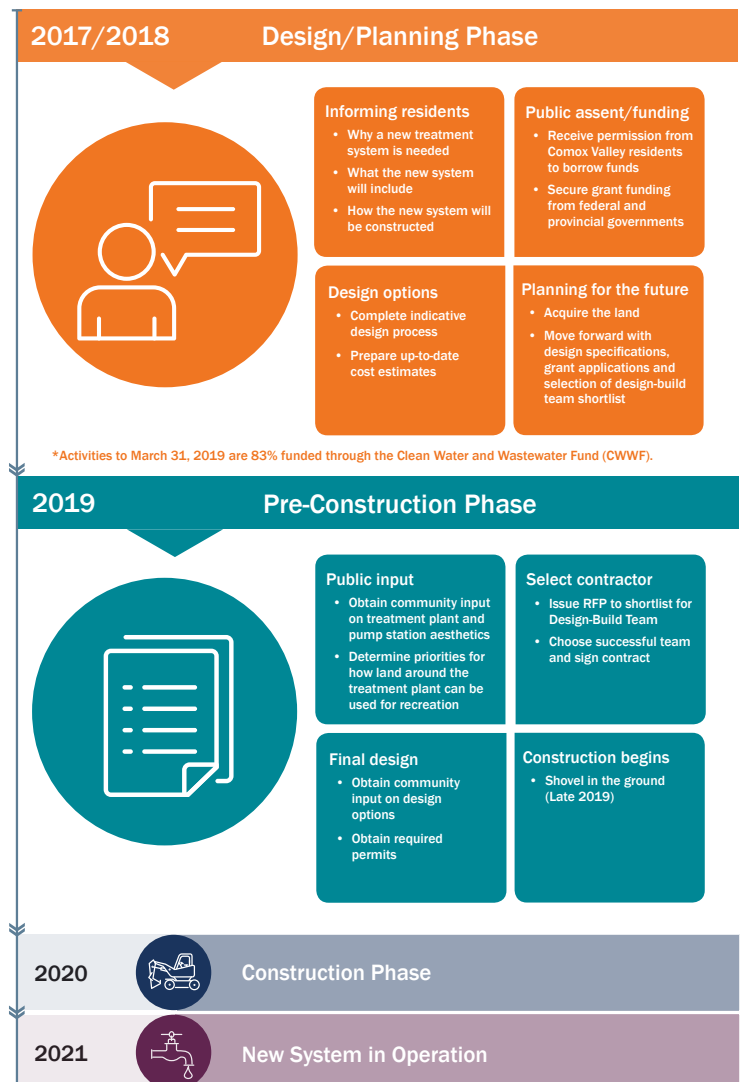 2017/2018 Design/Planning Phase
Informing residents
• Why a new treatment
system is needed
• What the new system
will include
• How the new system will
be constructed
Public assent/funding
• Receive permission from
Comox Valley residents
to borrow funds
• Secure grant funding
from federal and
provincial governments
Design options
• Complete indicative
design process
• Prepare up-to-date
cost estimates
Planning for the future
• Acquire the land
• Move forward with
design specifications,
grant applications and
selection of design-build
team shortlist
*Activities to March 31, 2019 are 83% funded through the Clean Water and Wastewater Fund (CWWF).
2019 Pre-Construction Phase
Public input
• Obtain community input
on treatment plant and
pump station aesthetics
• Determine priorities for
how land around the
treatment plant can be
used for recreation
Select contractor
• Issue RFP to shortlist for
Design-Build Team
• Choose successful team
and sign contract
Final design
• Obtain community
input on design
options
• Obtain required
permits
Construction begins
• Shovel in the ground
(Late 2019)
2020 Construction Phase
2021 New System in Operation